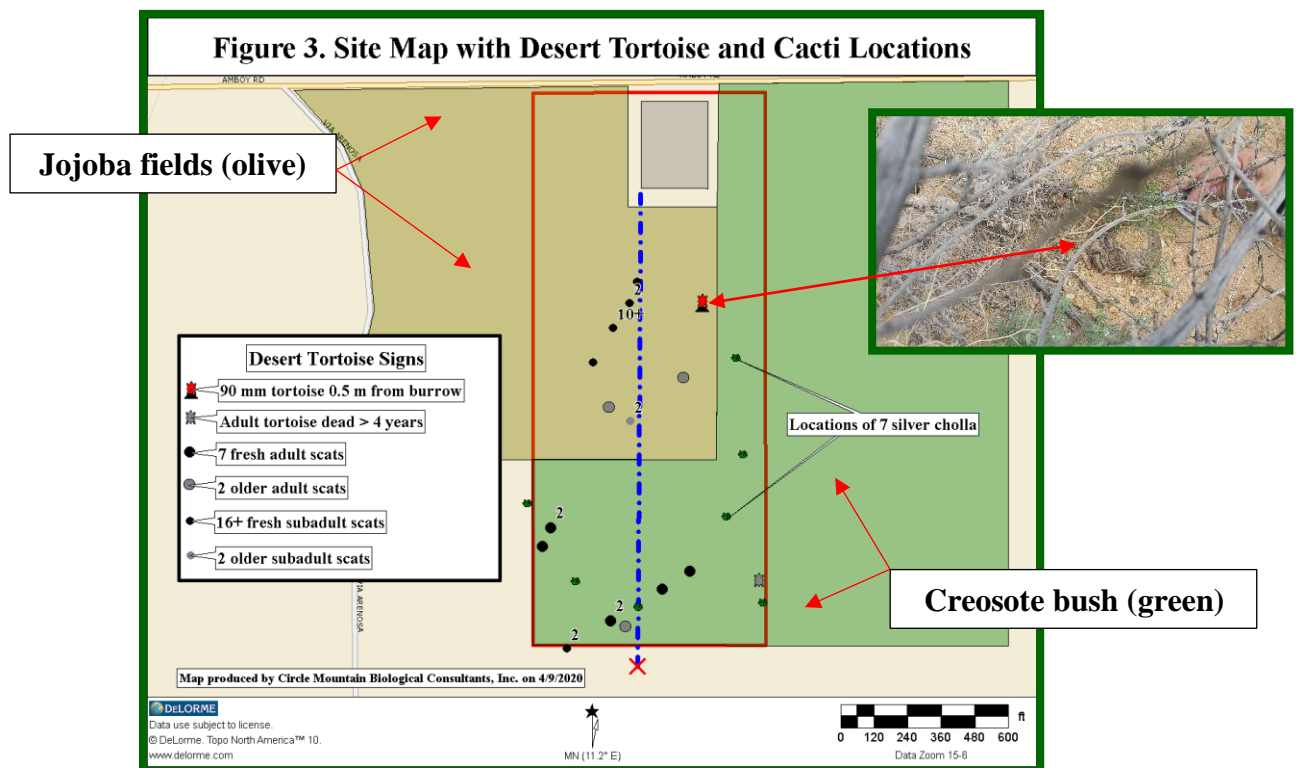 Figure 3. Site Map with Desert Tortoise and Cacti Locations
AMBOY RD
AMBOY RD
VIA ARENOSA
Jojoba fields (olive)
2
10+
Desert Tortoise Signs
90 mm tortoise 0.5 m from burrow
Adult tortoise dead > 4 years
7 fresh adult scats
2 older adult scats
16+ fresh subadult scats
2 older subadult scats
2
Locations of 7 silver cholla
2
2
2
VIA ARENOSA
Creosote bush (green)
Map produced by Circle Mountain Biological Consultants, Inc. on 4/9/2020
DELORME
Data use subject to license.
© DeLorme. Topo North America™ 10.
www.delorme.com
MN (11.2° E)
ft
0 120 240 360 480 600
Data Zoom 15-6